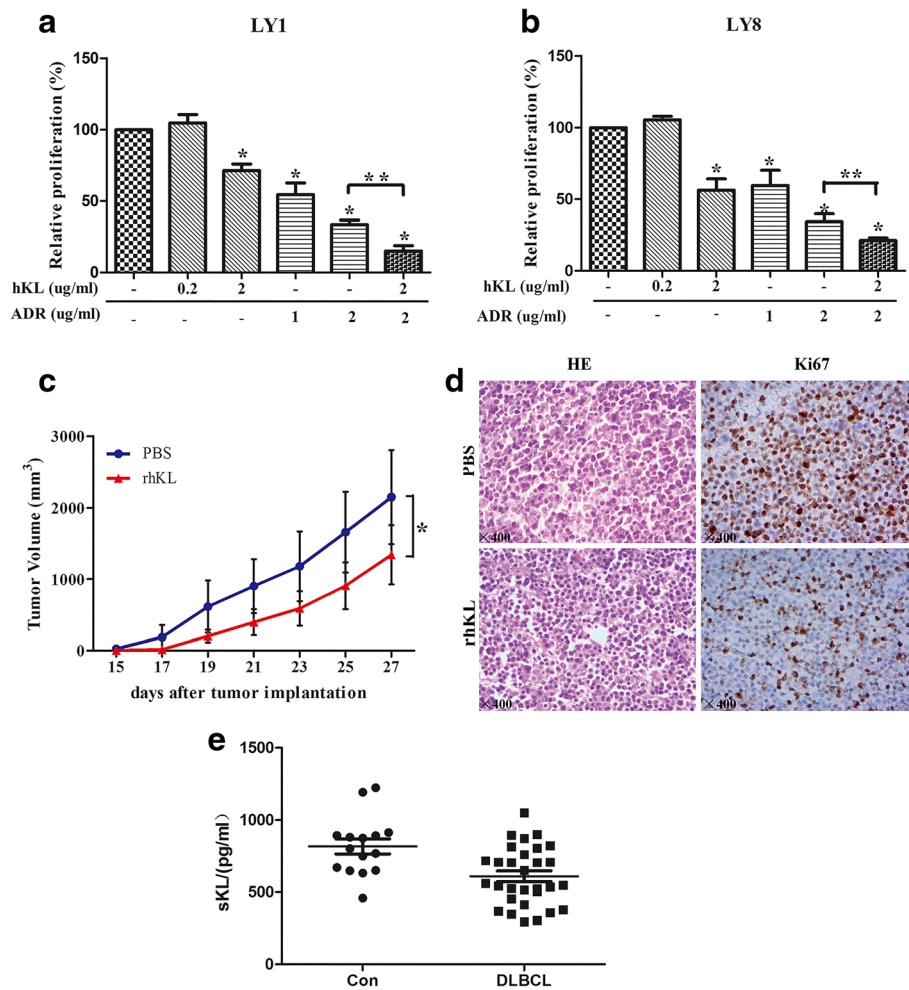 a
LY1
Relative proliferation (%)
150
100
50
0
* * * * * *
hKL (ug/ml) - 0.2 2 - - 2
ADR (ug/ml) - - - 1 2 2
b
LY8
Relative proliferation (%)
150
100
50
0
* * * * * *
hKL (ug/ml) - 0.2 2 - - 2
ADR (ug/ml) - - - 1 2 2
c
Tumor Volume (mm³)
3000
2000
1000
0
PBS
rhKL
*
15 17 19 21 23 25 27
days after tumor implantation
d
HE Ki67
PBS
×400 ×400
rhKL
×400 ×400
e
sKL/(pg/ml)
1500
1000
500
0
Con DLBCL